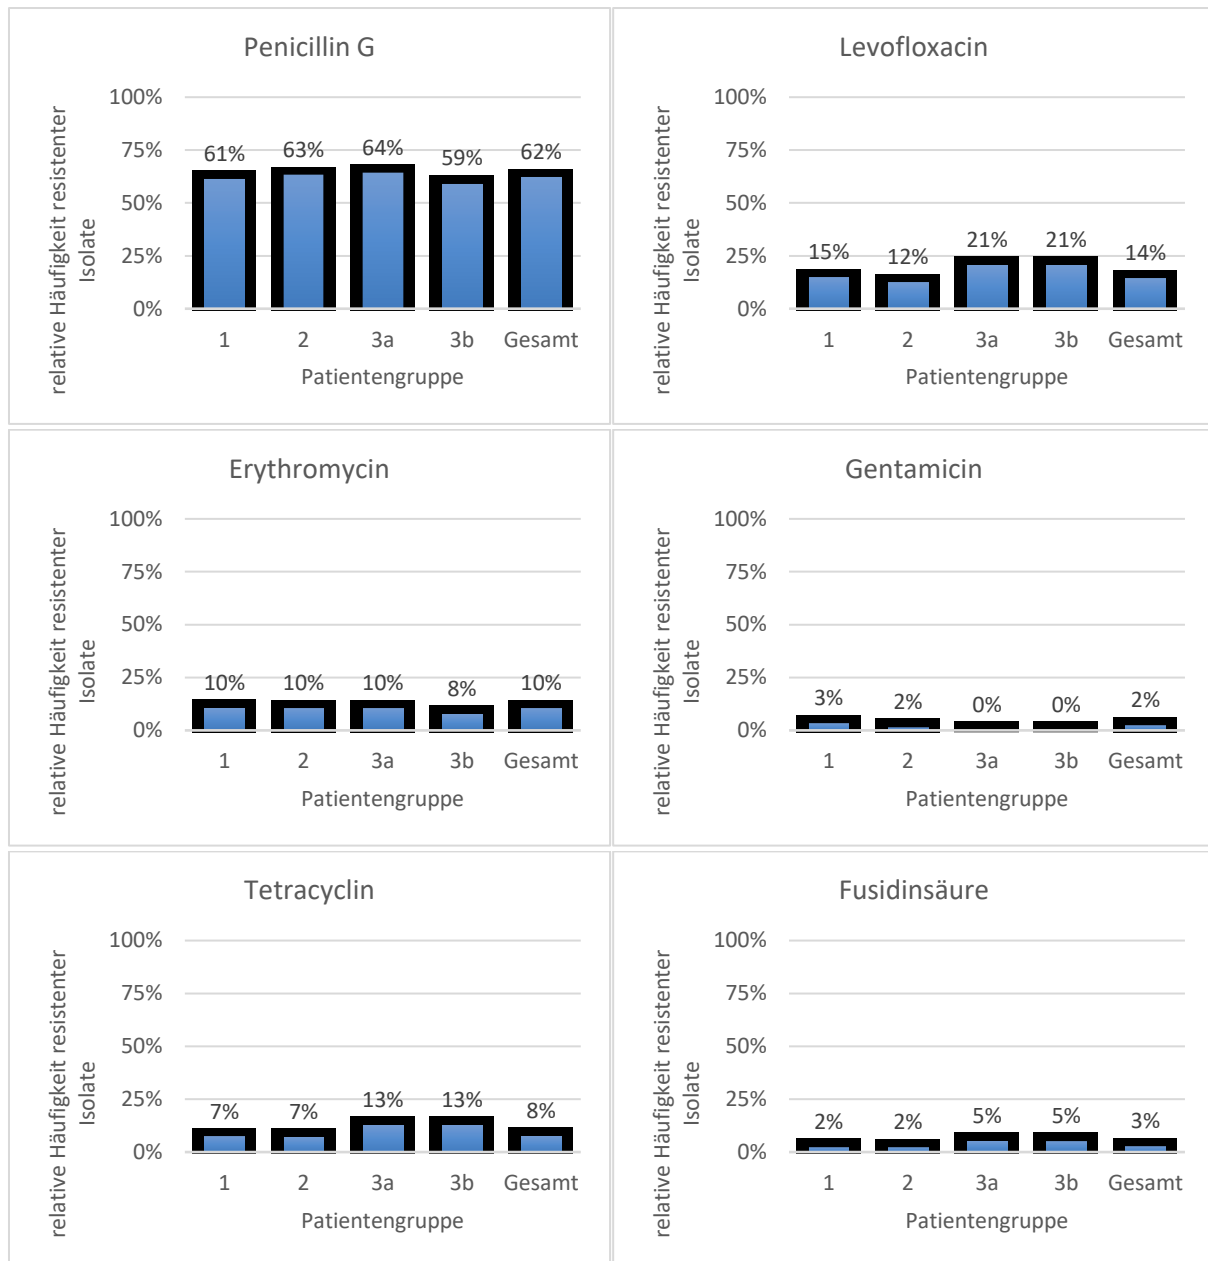 Penicillin G
relative Häufigkeit resistenter
Isolate
100%
75%
50%
25%
0%
61%
63%
64%
59%
62%
1
2
3a
3b
Gesamt
Patientengruppe
Levofloxacin
relative Häufigkeit resistenter
Isolate
100%
75%
50%
25%
0%
15%
12%
21%
21%
14%
1
2
3a
3b
Gesamt
Patientengruppe
Erythromycin
relative Häufigkeit resistenter
Isolate
100%
75%
50%
25%
0%
10%
10%
10%
8%
10%
1
2
3a
3b
Gesamt
Patientengruppe
Gentamicin
relative Häufigkeit resistenter
Isolate
100%
75%
50%
25%
0%
3%
2%
0%
0%
2%
1
2
3a
3b
Gesamt
Patientengruppe
Tetracyclin
relative Häufigkeit resistenter
Isolate
100%
75%
50%
25%
0%
7%
7%
13%
13%
8%
1
2
3a
3b
Gesamt
Patientengruppe
Fusidinsäure
relative Häufigkeit resistenter
Isolate
100%
75%
50%
25%
0%
2%
2%
5%
5%
3%
1
2
3a
3b
Gesamt
Patientengruppe